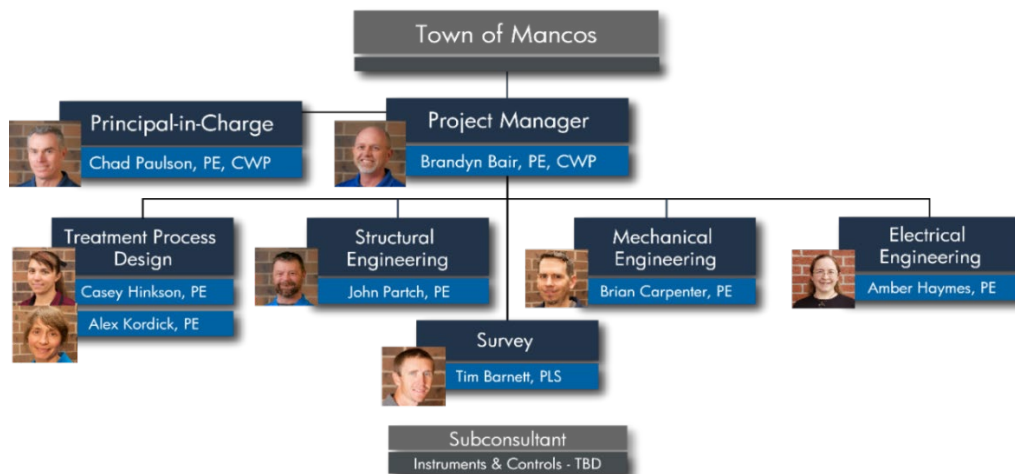 Town of Mancos
Principal-in-Charge
Chad Paulson, PE, CWP
Project Manager
Brandyn Bair, PE, CWP
Treatment Process
Design
Casey Hinkson, PE
Alex Kordick, PE
Structural
Engineering
John Partch, PE
Mechanical
Engineering
Brian Carpenter, PE
Electrical
Engineering
Amber Haymes, PE
Survey
Tim Barnett, PLS
Subconsultant
Instruments & Controls - TBD